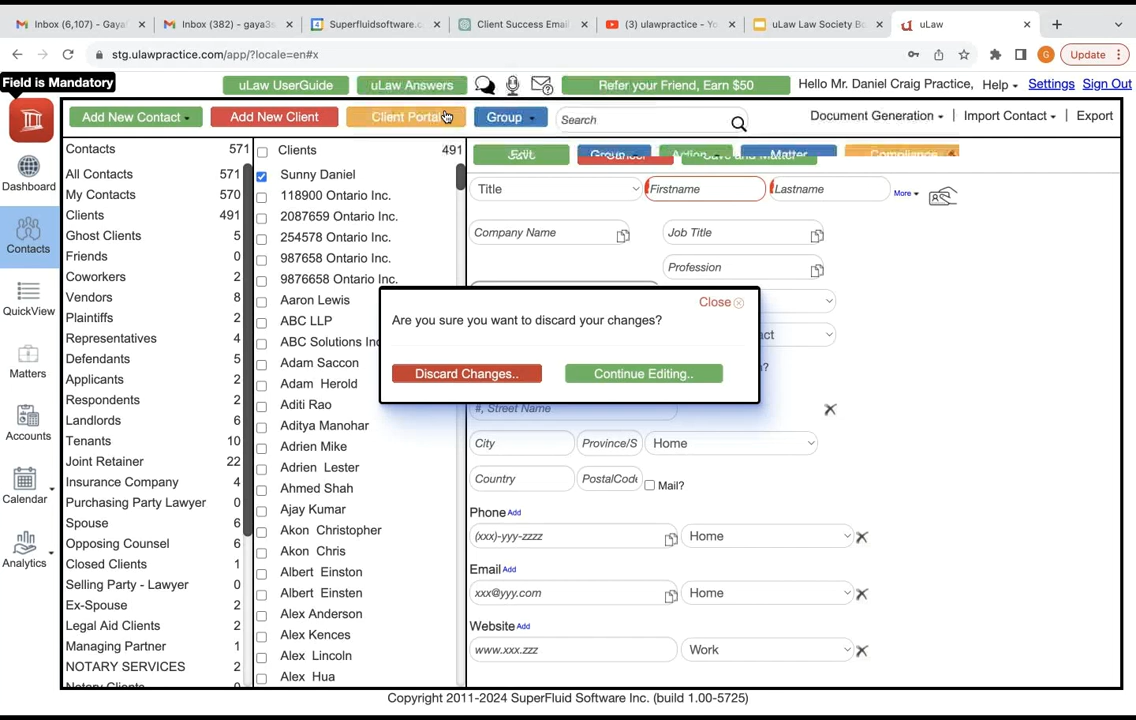 Inbox (6,107) - Gaya
Inbox (382) - gaya3
Superfluidsoftware.c
Client Success Email
(3) ulawpractice - Yo
uLaw Law Society Bo
uLaw
stg.ulawpractice.com/app/?locale=en#x
G
Update
Field is Mandatory
uLaw UserGuide
uLaw Answers
Refer your Friend, Earn $50
Hello Mr. Daniel Craig Practice,
Help
Settings
Sign Out
Add New Contact
Add New Client
Client Portal
Group
Search
Document Generation
Import Contact
Export
Dashboard
Contacts
QuickView
Matters
Accounts
Calendar
Analytics
Contacts 571
All Contacts 571
My Contacts 570
Clients 491
Ghost Clients 5
Friends 0
Coworkers 2
Vendors 8
Plaintiffs 2
Representatives 4
Defendants 5
Applicants 2
Respondents 2
Landlords 6
Tenants 10
Joint Retainer 22
Insurance Company 4
Purchasing Party Lawyer 0
Spouse 6
Opposing Counsel 6
Closed Clients 1
Selling Party - Lawyer 0
Ex-Spouse 2
Legal Aid Clients 2
Managing Partner 1
NOTARY SERVICES 2
Notary Clients 0
Clients 491
Sunny Daniel
118900 Ontario Inc.
2087659 Ontario Inc.
254578 Ontario Inc.
987658 Ontario Inc.
9876658 Ontario Inc.
Aaron Lewis
ABC LLP
ABC Solutions Inc
Adam Saccon
Adam Herold
Aditi Rao
Aditya Manohar
Adrien Mike
Adrien Lester
Ahmed Shah
Ajay Kumar
Akon Christopher
Akon Chris
Albert Einston
Albert Einsten
Alex Anderson
Alex Kences
Alex Lincoln
Alex Hua
Group
Matter
Compliance
Title
Firstname
Lastname
More
Company Name
Job Title
Profession
Close
Are you sure you want to discard your changes?
Discard Changes..
Continue Editing..
#, Street Name
City
Province/S
Home
Country
PostalCode
Mail?
Phone Add
(xxx)-yyy-zzzz
Home
Email Add
xxx@yyy.com
Home
Website Add
www.xxx.zzz
Work
Copyright 2011-2024 SuperFluid Software Inc. (build 1.00-5725)